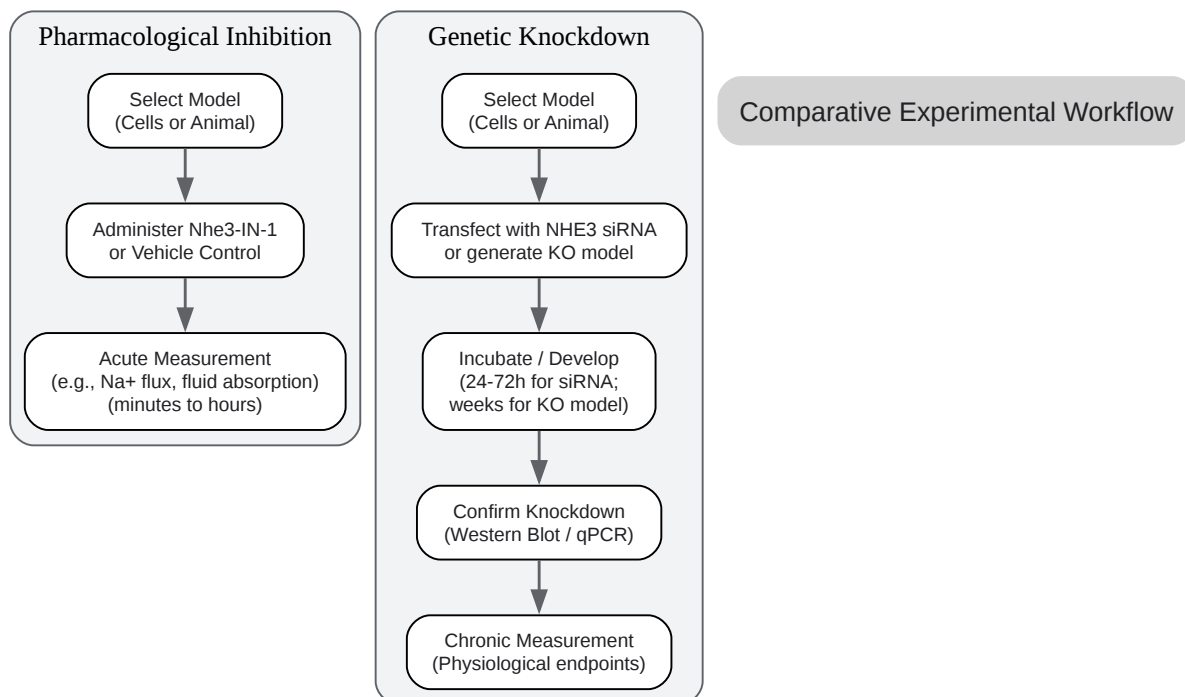 Pharmacological Inhibition
Select Model
(Cells or Animal)
Administer Nhe3-IN-1
or Vehicle Control
Acute Measurement
(e.g., Na+ flux, fluid absorption)
(minutes to hours)
Genetic Knockdown
Select Model
(Cells or Animal)
Transfect with NHE3 siRNA
or generate KO model
Incubate / Develop
(24-72h for siRNA;
weeks for KO model)
Confirm Knockdown
(Western Blot / qPCR)
Chronic Measurement
(Physiological endpoints)
Comparative Experimental Workflow